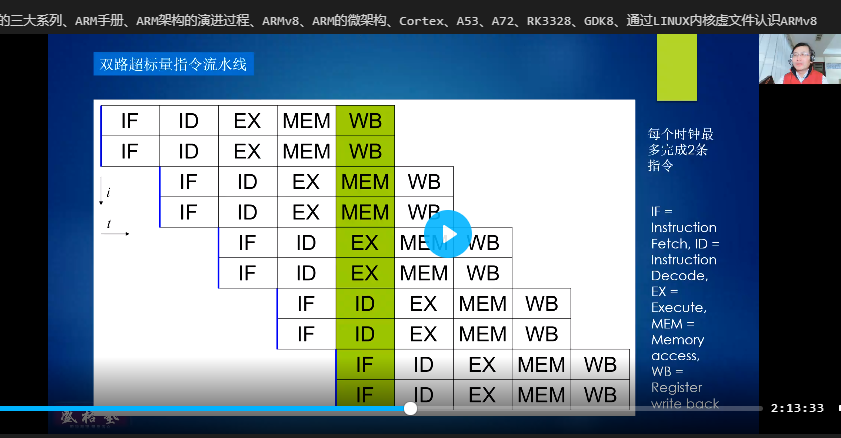 的三大系列、ARM手册、ARM架构的演进过程、ARMv8、ARM的微架构、Cortex、A53、A72、RK3328、GDK8、通过LINUX内核虚文件认识ARMv8
双路超标量指令流水线
IF ID EX MEM WB
IF ID EX MEM WB
IF ID EX MEM WB
IF ID EX MEM WB
IF ID EX MEM WB
IF ID EX MEM WB
IF ID EX MEM WB
IF ID EX MEM WB
IF ID EX MEM WB
IF ID EX MEM WB
i
t
每个时钟最
多完成2条
指令
IF =
Instruction
Fetch, ID =
Instruction
Decode,
EX =
Execute,
MEM =
Memory
access,
WB =
Register
write back
2:13:33